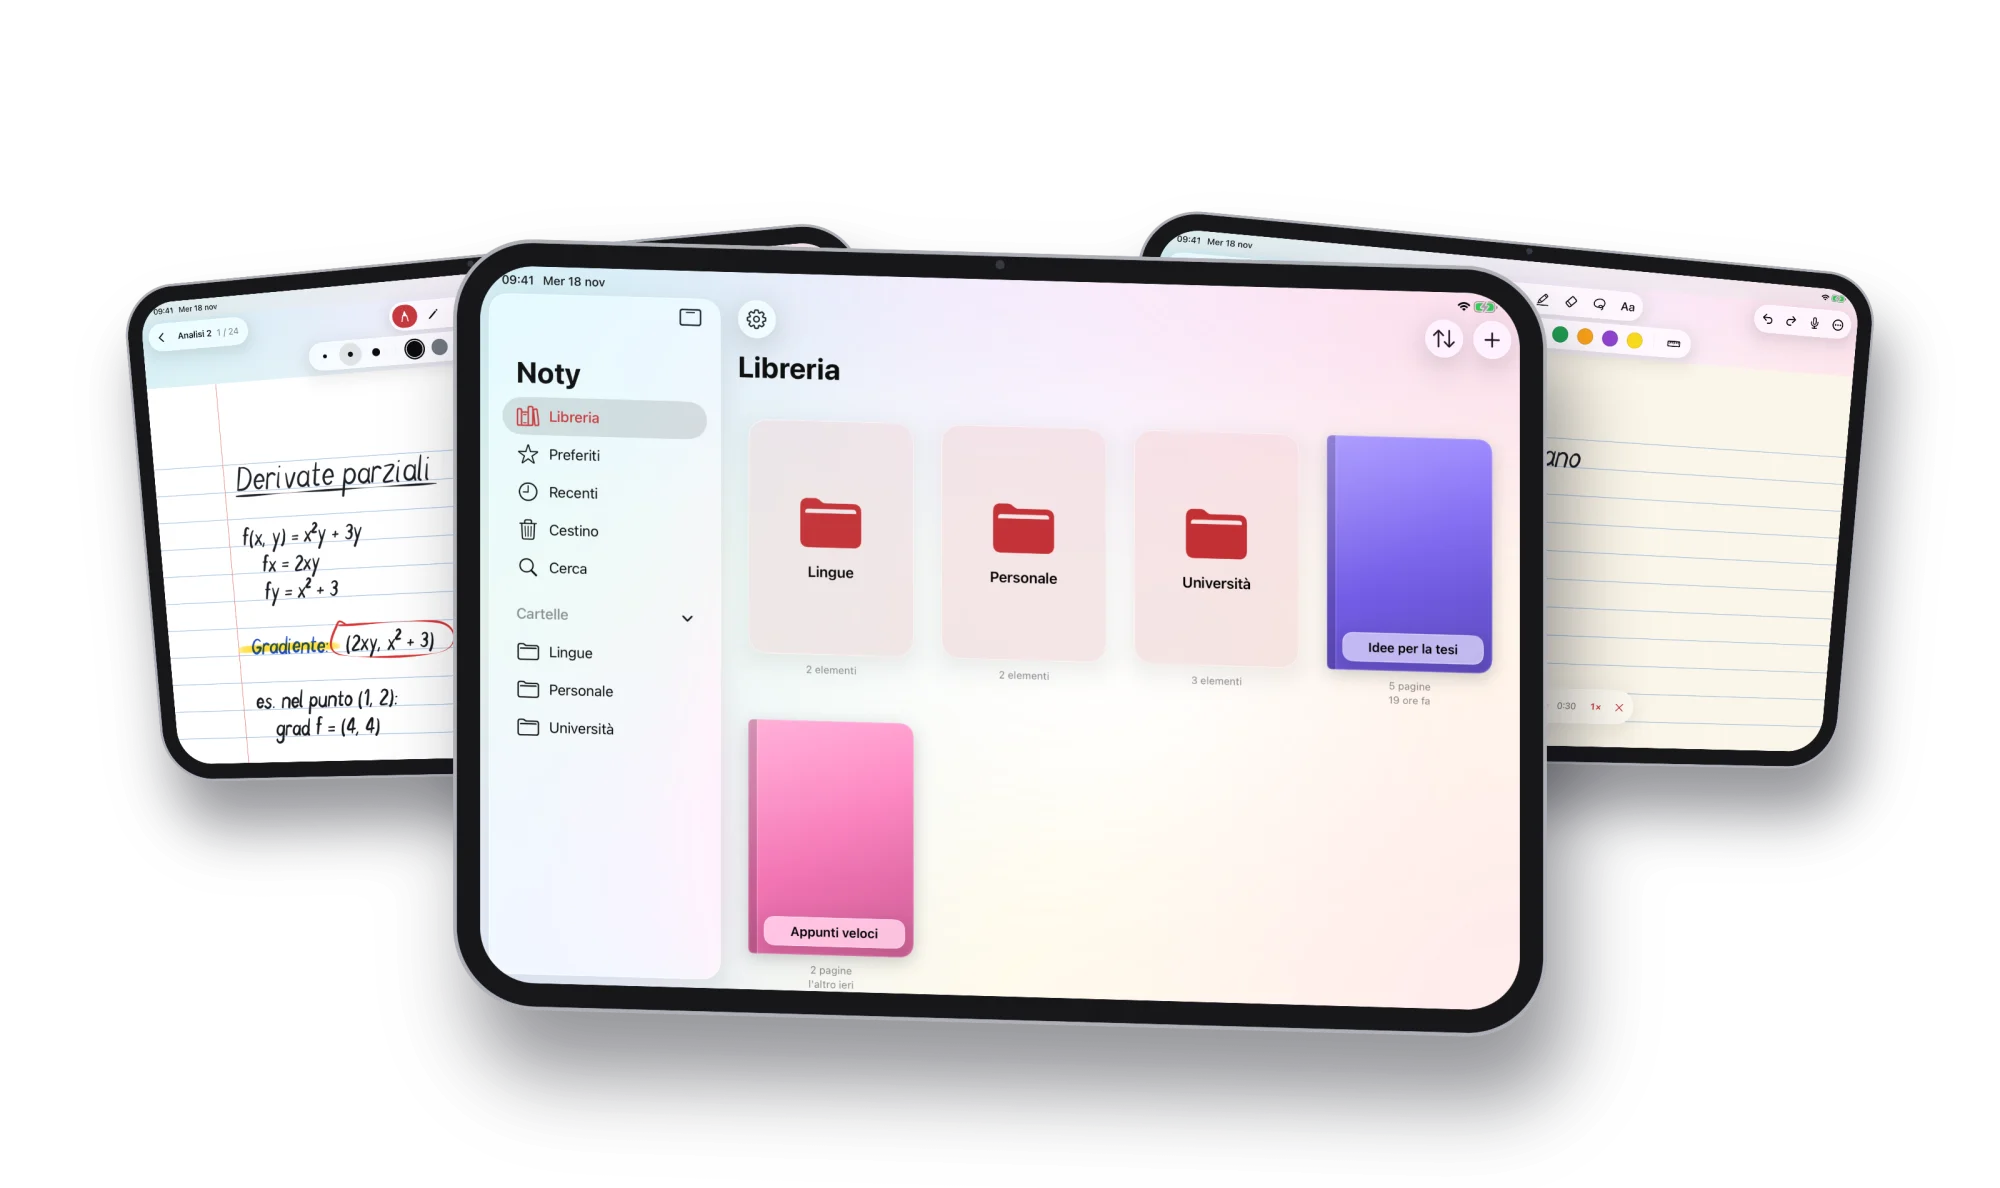 09:41 Mer 18 nov
Analisi 2 1 / 24
Derivate parziali
f(x, y) = x²y + 3y
fx = 2xy
fy = x² + 3
Gradiente: (2xy, x² + 3)
es. nel punto (1, 2):
grad f = (4, 4)
09:41 Mer 18 nov
Noty
Libreria
Preferiti
Recenti
Cestino
Cerca
Cartelle
Lingue
Personale
Università
Libreria
Lingue
2 elementi
Personale
2 elementi
Università
3 elementi
Idee per la tesi
5 pagine
19 ore fa
Appunti veloci
2 pagine
l'altro ieri
09:41 Mer 18 nov
Aa
0:30 1×